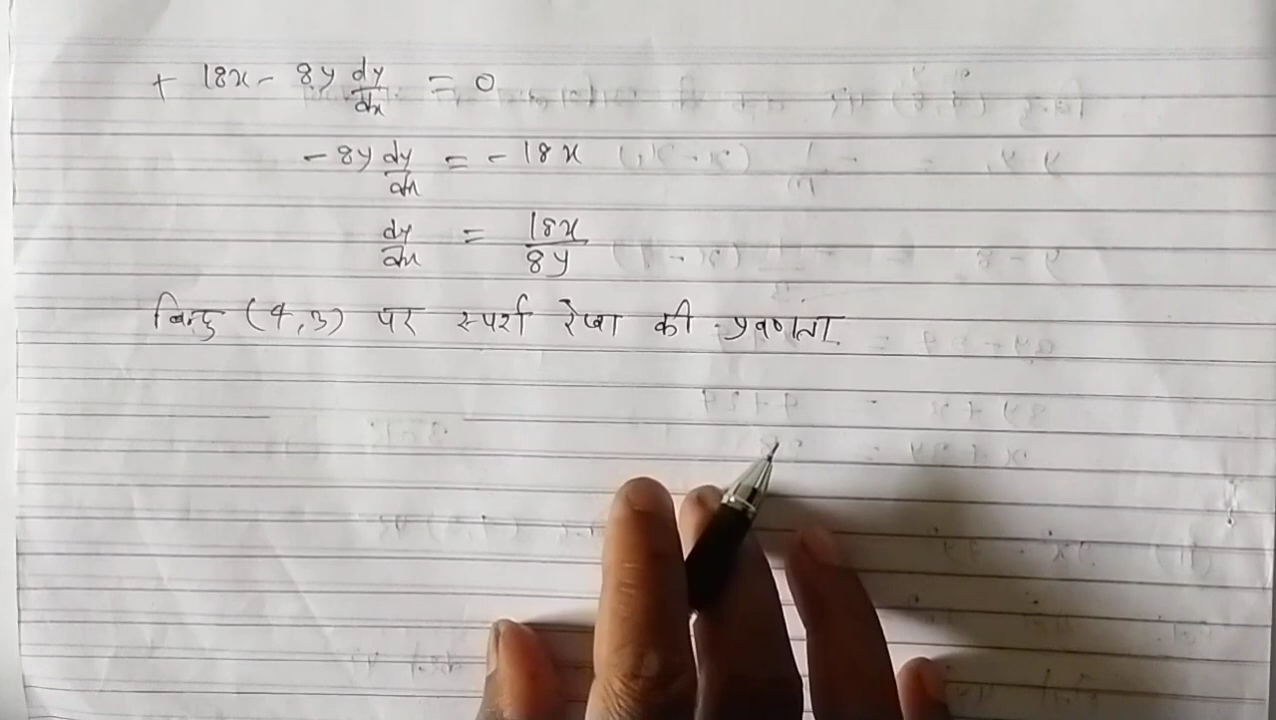 + 18x - 8y dy/dx = 0
- 8y dy/dx = - 18x
dy/dx = 18x/8y
बिन्दु (4,3) पर स्पर्श रेखा की प्रवणता